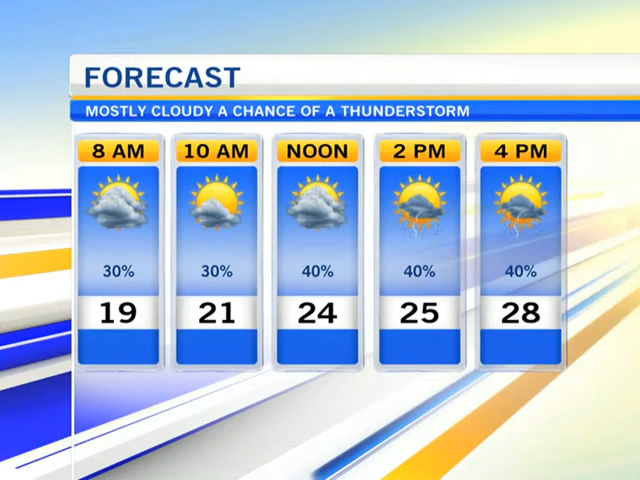 FORECAST
MOSTLY CLOUDY A CHANCE OF A THUNDERSTORM
8 AM 10 AM NOON 2 PM 4 PM
30% 30% 40% 40% 40%
19 21 24 25 28